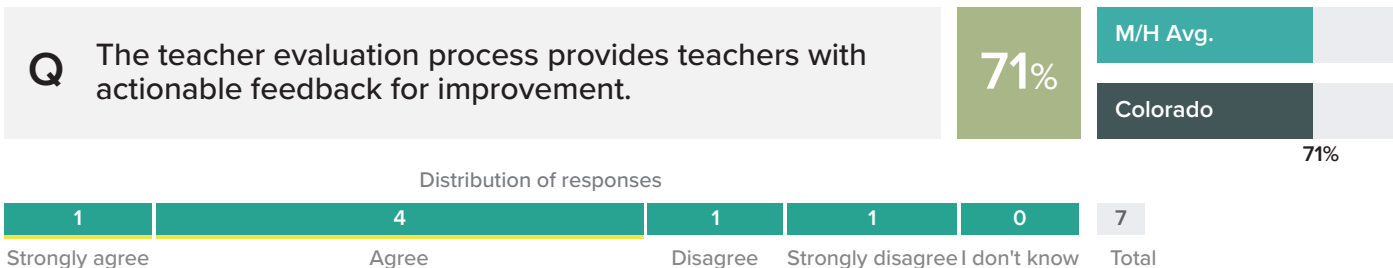 Q
The teacher evaluation process provides teachers with
actionable feedback for improvement.
71%
M/H Avg.
Colorado
71%
Distribution of responses
1 4 1 1 0 7
Strongly agree Agree Disagree Strongly disagree I don't know Total